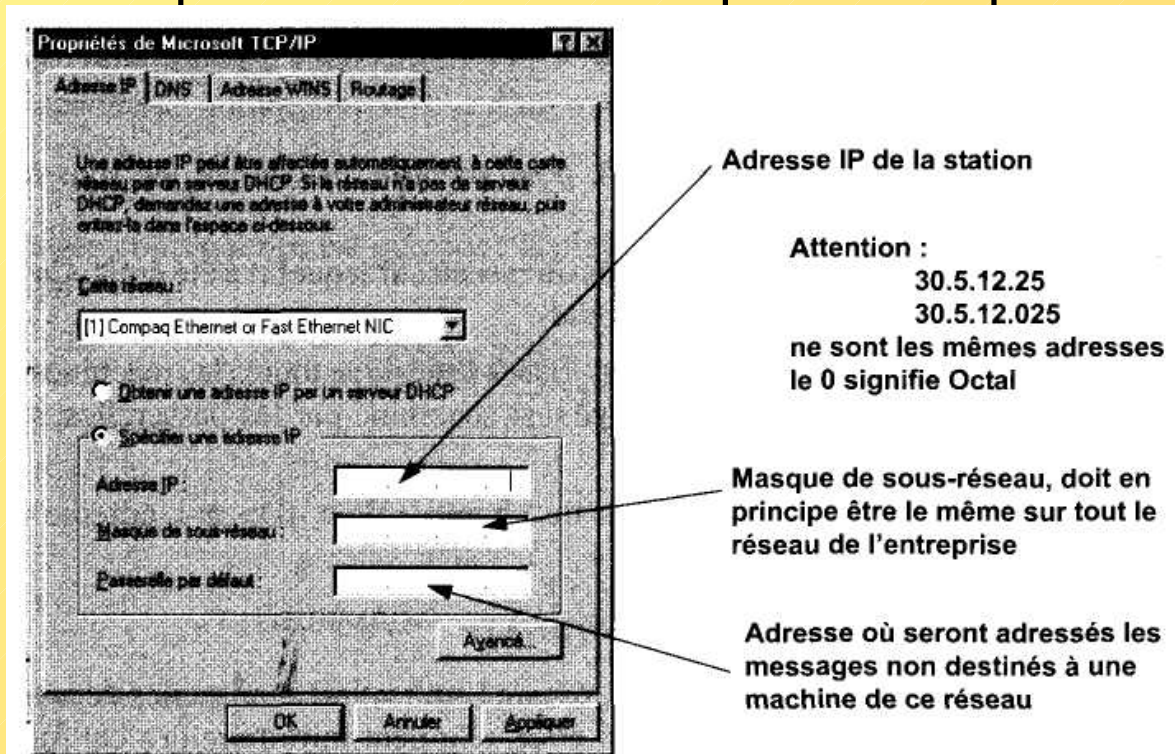 Propriétés de Microsoft TCP/IP
Adresse IP
DNS
Adresse WINS
Routage
Une adresse IP peut être affectée automatiquement à cette carte
réseau par un serveur DHCP. Si le réseau n'a pas de serveur
DHCP, demandez une adresse à votre administrateur réseau, puis
entrez-la dans l'espace ci-dessous.
Carte réseau :
[1] Compaq Ethernet or Fast Ethernet NIC
Obtenir une adresse IP par un serveur DHCP
Spécifier une adresse IP
Adresse IP :
Masque de sous-réseau :
Passerelle par défaut :
Avancé...
OK
Annuler
Appliquer
Adresse IP de la station
Attention :
30.5.12.25
30.5.12.025
ne sont les mêmes adresses
le 0 signifie Octal
Masque de sous-réseau, doit en
principe être le même sur tout le
réseau de l'entreprise
Adresse où seront adressés les
messages non destinés à une
machine de ce réseau